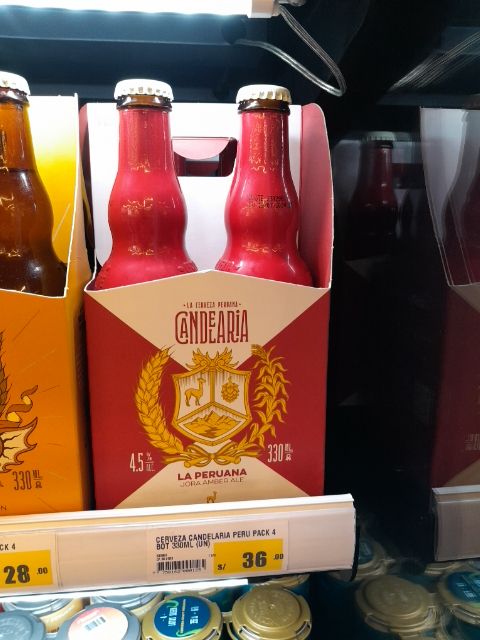 · LA CERVEZA PERUANA ·
CANDELARIA
4.5 %
ALC.
330 ML
LA PERUANA
JORA AMBER ALE
330 ML
CK 4
28 .00
CERVEZA CANDELARIA PERU PACK 4
BOT 330ML (UN)
S/ 36 .00